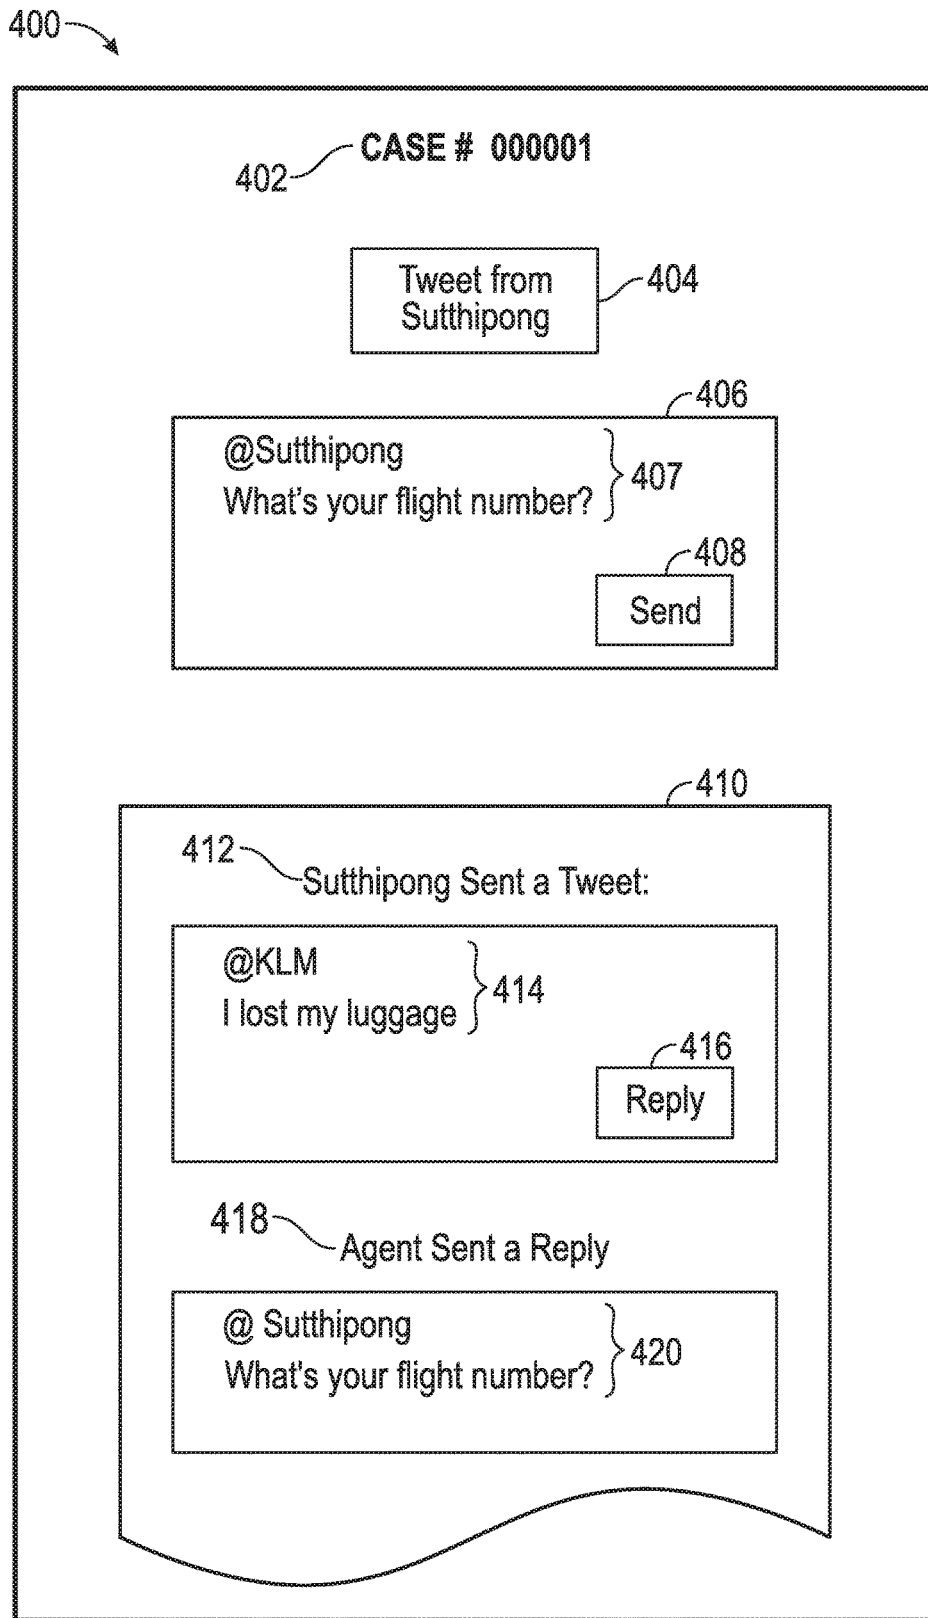 400
CASE # 000001
402
Tweet from
Sutthipong
404
406
@Sutthipong
What's your flight number?
407
408
Send
410
412
Sutthipong Sent a Tweet:
@KLM
I lost my luggage
414
416
Reply
418
Agent Sent a Reply
@ Sutthipong
What's your flight number?
420